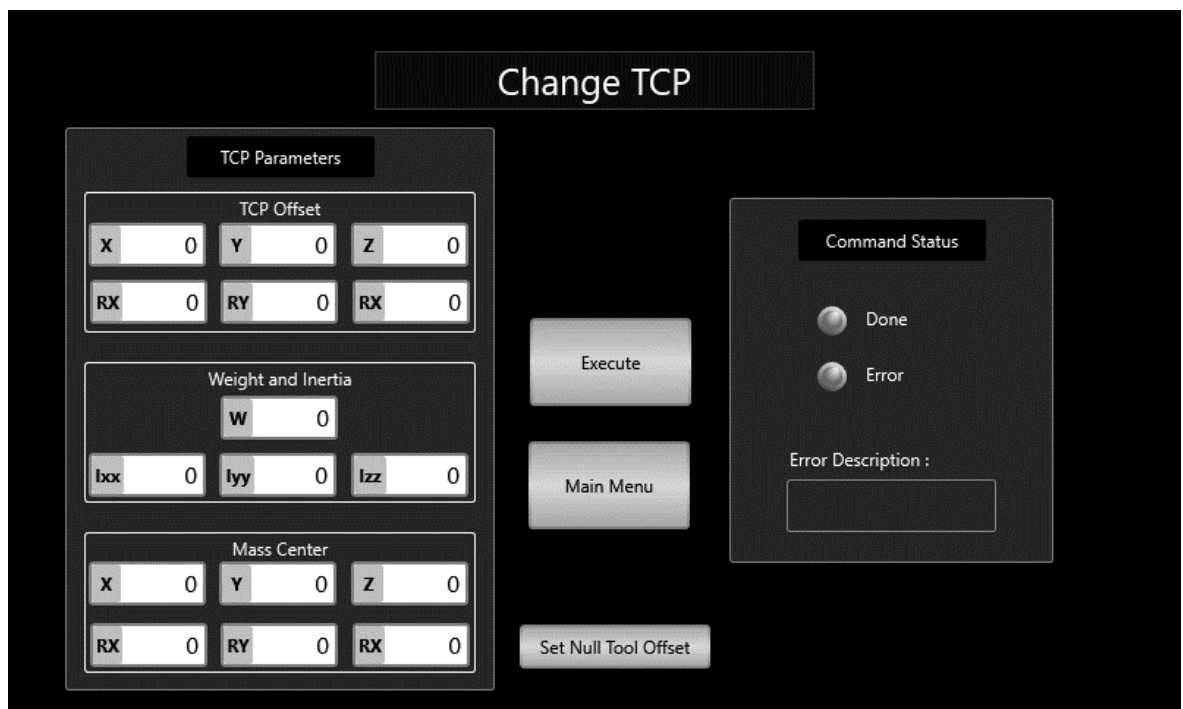 Change TCP
TCP Parameters
TCP Offset
X 0 Y 0 Z 0
RX 0 RY 0 RX 0
Weight and Inertia
W 0
Ixx 0 Iyy 0 Izz 0
Mass Center
X 0 Y 0 Z 0
RX 0 RY 0 RX 0
Execute
Main Menu
Set Null Tool Offset
Command Status
Done
Error
Error Description :